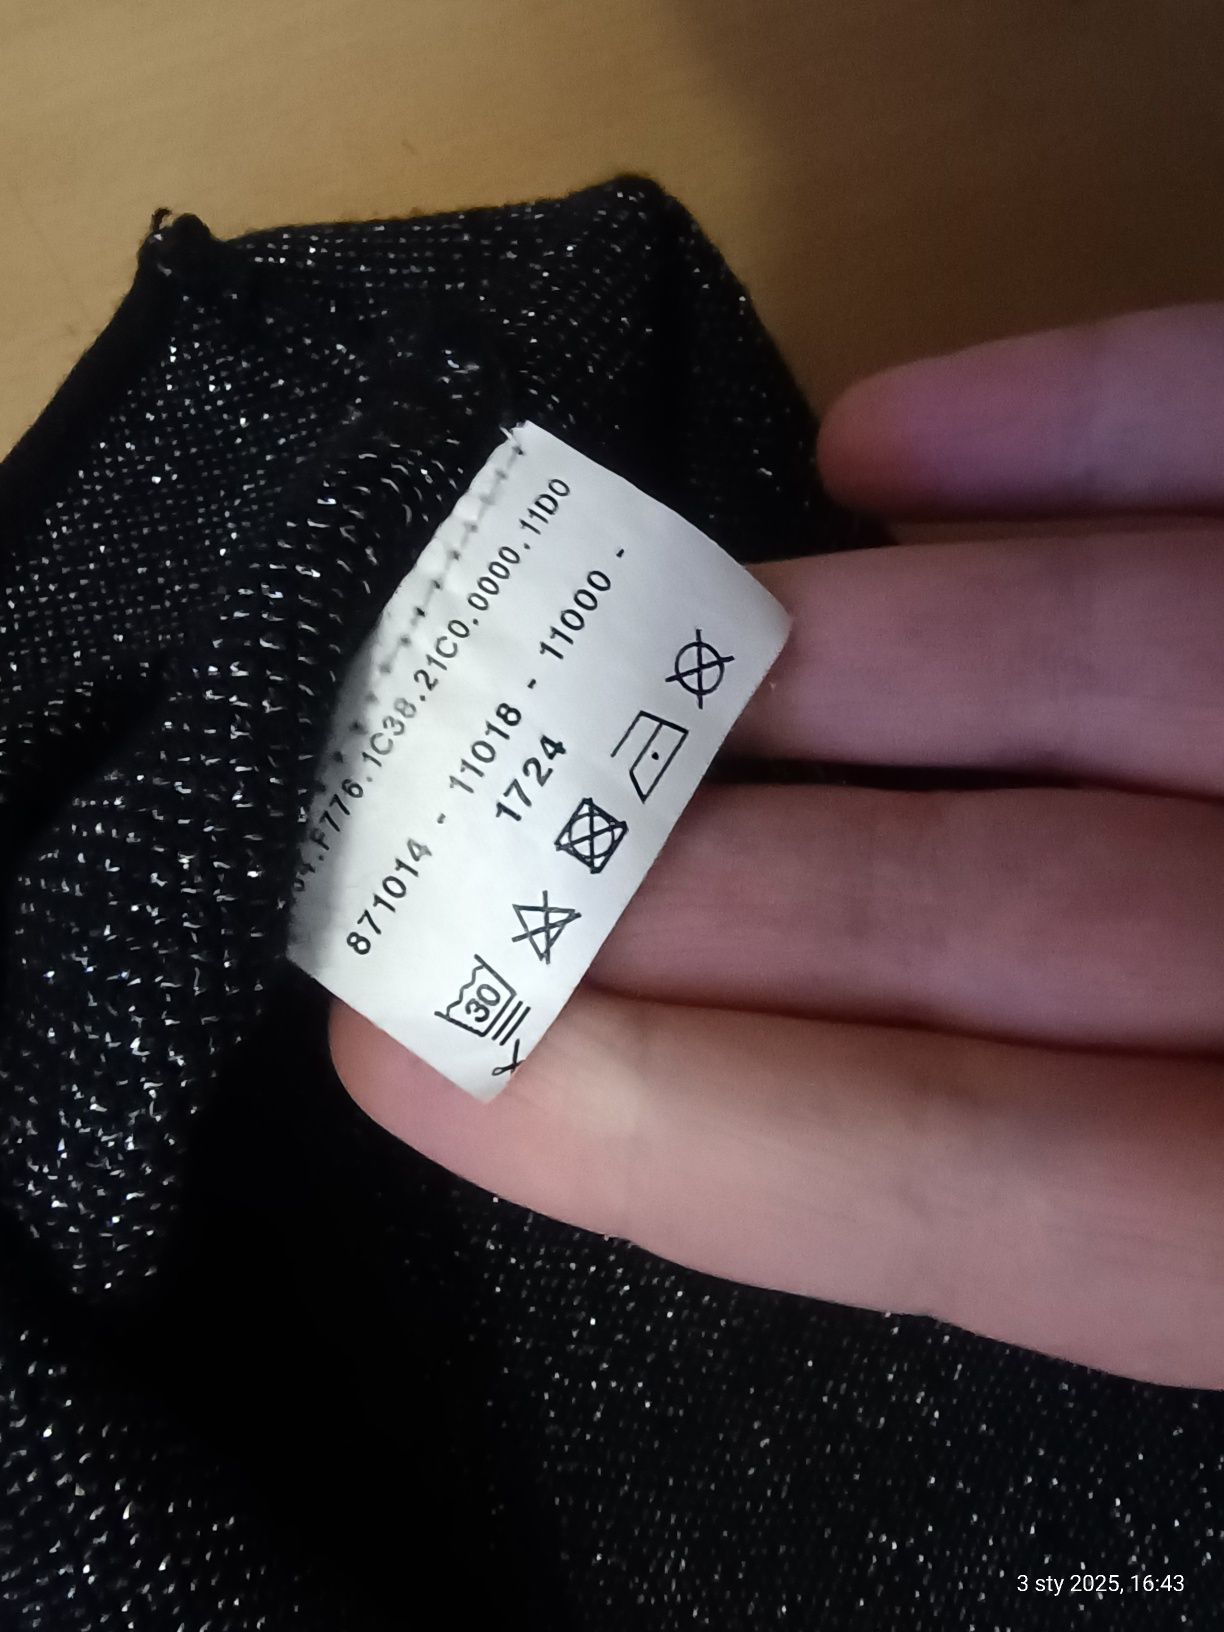 .F776.1C38.21C0.0000.11D0
871014 - 11018 - 11000 -
1724
30
3 sty 2025, 16:43